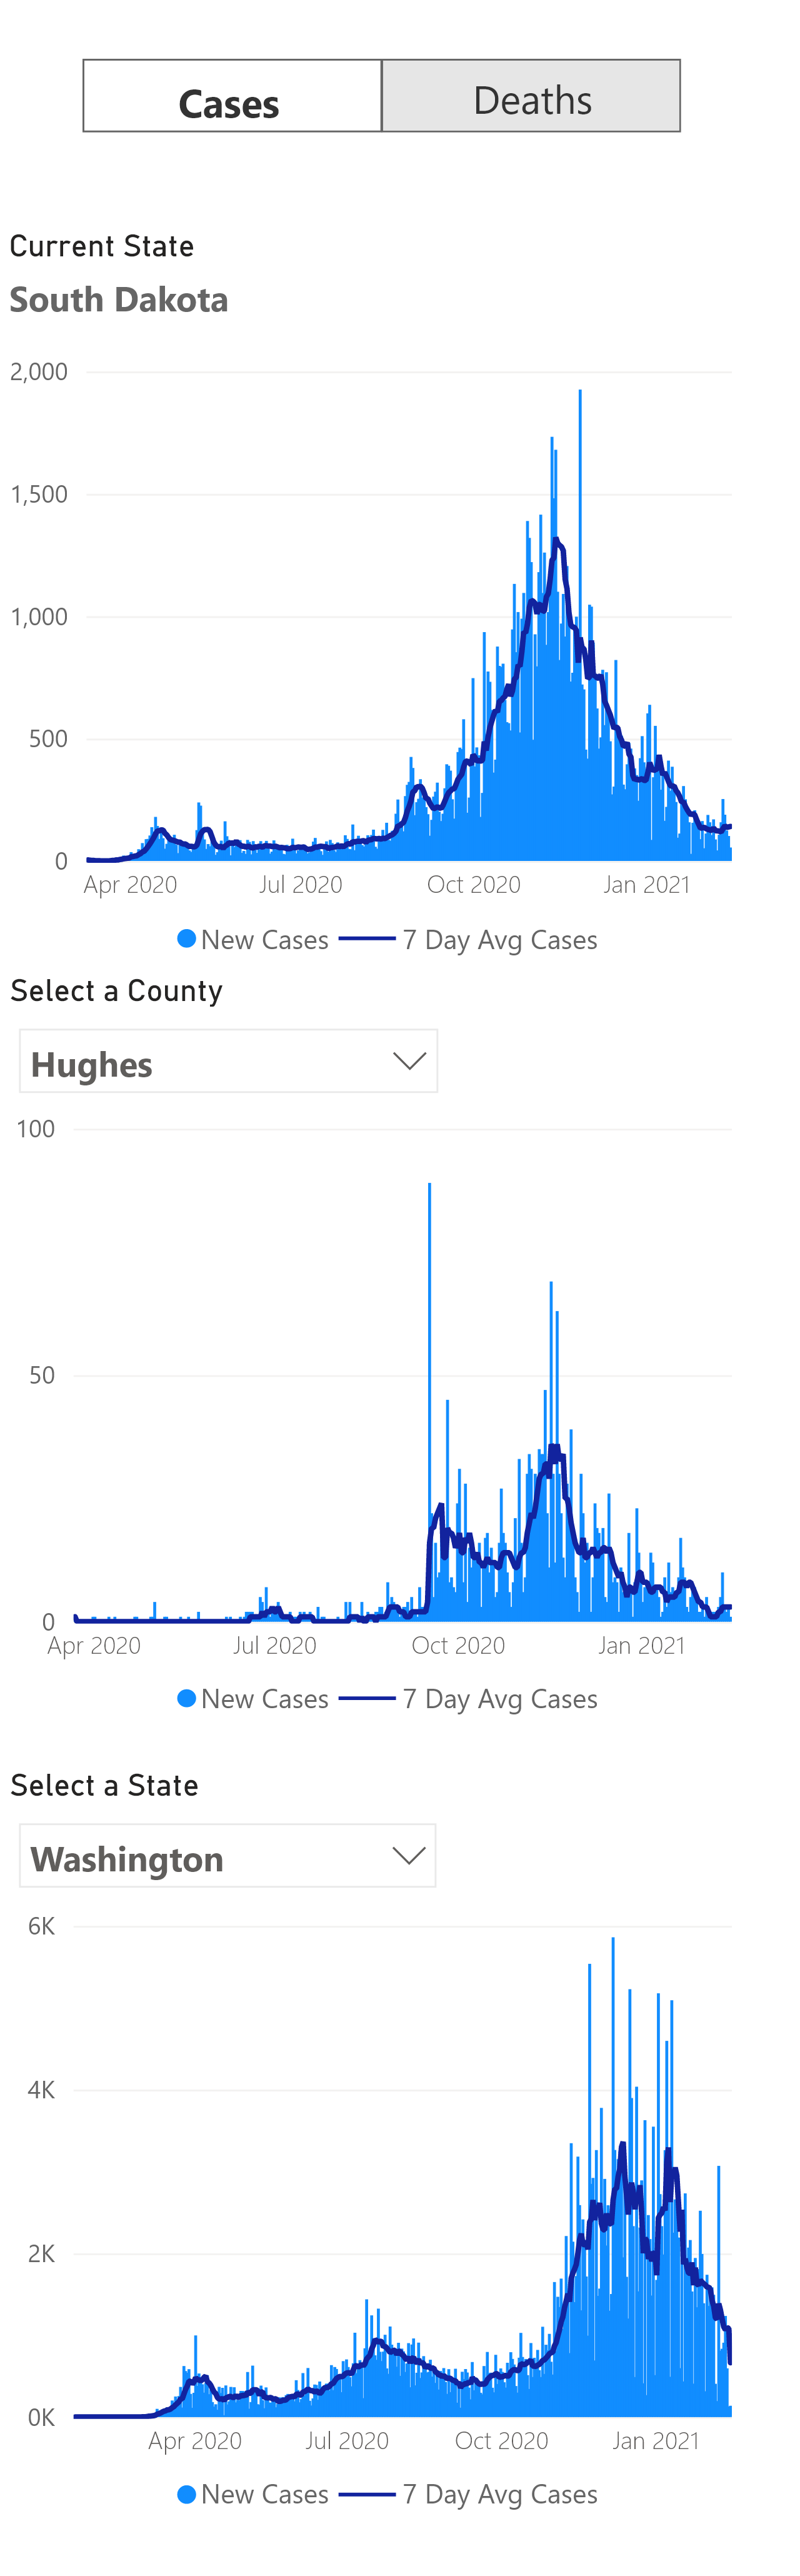 Cases Deaths
Current State
South Dakota
2,000
1,500
1,000
500
0
Apr 2020 Jul 2020 Oct 2020 Jan 2021
New Cases 7 Day Avg Cases
Select a County
Hughes
100
50
0
Apr 2020 Jul 2020 Oct 2020 Jan 2021
New Cases 7 Day Avg Cases
Select a State
Washington
6K
4K
2K
0K
Apr 2020 Jul 2020 Oct 2020 Jan 2021
New Cases 7 Day Avg Cases